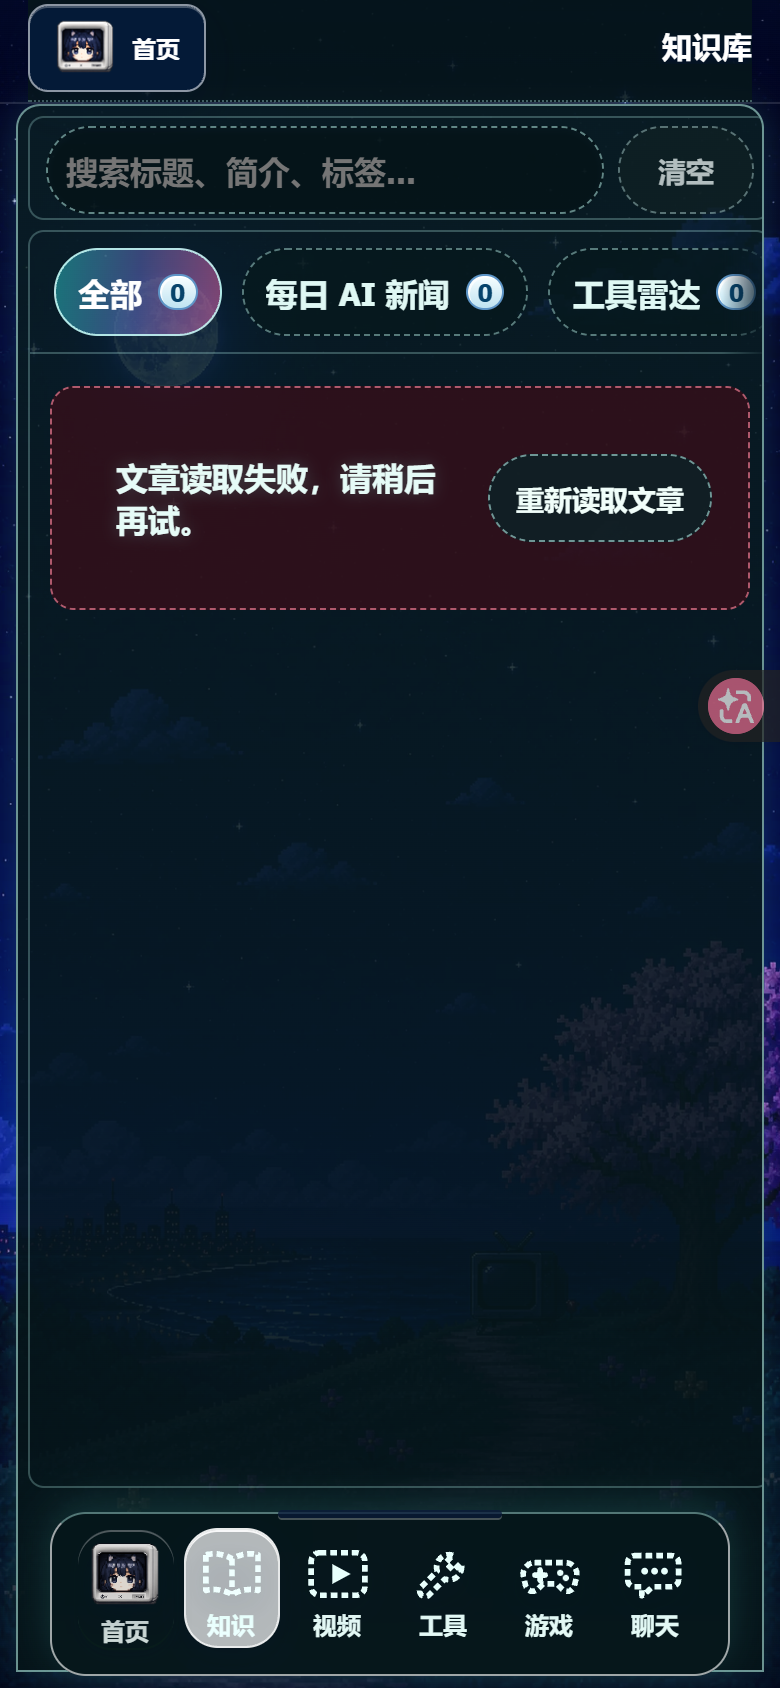 首页
知识库
搜索标题、简介、标签...
清空
全部 0
每日 AI 新闻 0
工具雷达 0
文章读取失败，请稍后
再试。
重新读取文章
首页
知识
视频
工具
游戏
聊天